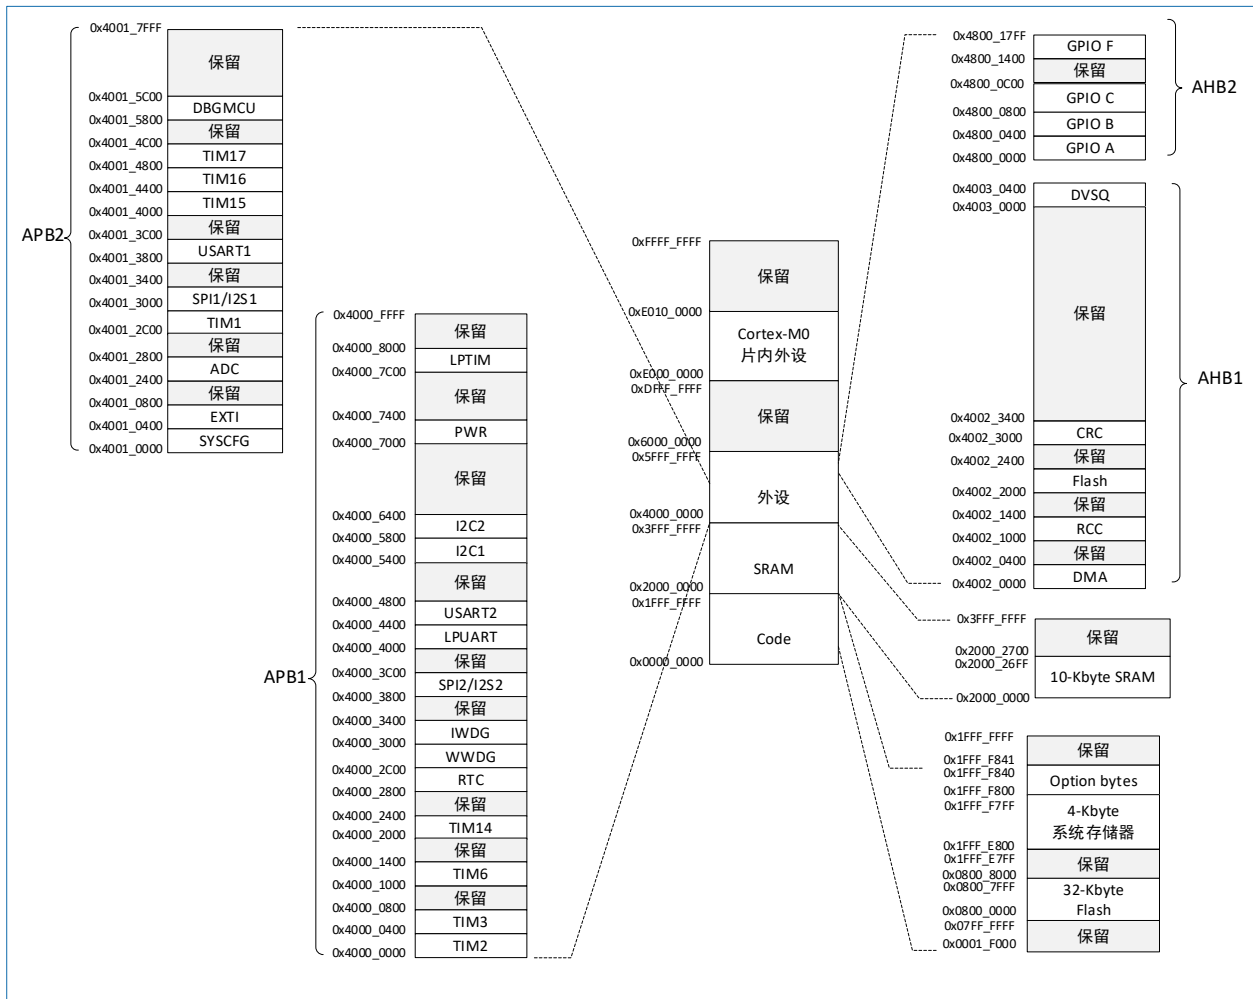 APB2
0x4001_7FFF
保留
0x4001_5C00
DBGMCU
0x4001_5800
保留
0x4001_4C00
TIM17
0x4001_4800
TIM16
0x4001_4400
TIM15
0x4001_4000
保留
0x4001_3C00
USART1
0x4001_3800
保留
0x4001_3400
SPI1/I2S1
0x4001_3000
TIM1
0x4001_2C00
保留
0x4001_2800
ADC
0x4001_2400
保留
0x4001_0800
EXTI
0x4001_0400
SYSCFG
0x4001_0000
APB1
0x4000_FFFF
保留
0x4000_8000
LPTIM
0x4000_7C00
保留
0x4000_7400
PWR
0x4000_7000
保留
0x4000_6400
I2C2
0x4000_5800
I2C1
0x4000_5400
保留
0x4000_4800
USART2
0x4000_4400
LPUART
0x4000_4000
保留
0x4000_3C00
SPI2/I2S2
0x4000_3800
保留
0x4000_3400
IWDG
0x4000_3000
WWDG
0x4000_2C00
RTC
0x4000_2800
保留
0x4000_2400
TIM14
0x4000_2000
保留
0x4000_1400
TIM6
0x4000_1000
保留
0x4000_0800
TIM3
0x4000_0400
TIM2
0x4000_0000
0xFFFF_FFFF
保留
0xE010_0000
Cortex-M0
片内外设
0xE000_0000
0xDFFF_FFFF
保留
0x6000_0000
0x5FFF_FFFF
外设
0x4000_0000
0x3FFF_FFFF
SRAM
0x2000_0000
0x1FFF_FFFF
Code
0x0000_0000
0x4800_17FF
GPIO F
0x4800_1400
保留
0x4800_0C00
GPIO C
0x4800_0800
GPIO B
0x4800_0400
GPIO A
0x4800_0000
AHB2
0x4003_0400
DVSQ
0x4003_0000
保留
0x4002_3400
CRC
0x4002_3000
保留
0x4002_2400
Flash
0x4002_2000
保留
0x4002_1400
RCC
0x4002_1000
保留
0x4002_0400
DMA
0x4002_0000
AHB1
0x3FFF_FFFF
保留
0x2000_2700
0x2000_26FF
10-Kbyte SRAM
0x2000_0000
0x1FFF_FFFF
保留
0x1FFF_F841
0x1FFF_F840
Option bytes
0x1FFF_F800
0x1FFF_F7FF
4-Kbyte
系统存储器
0x1FFF_E800
0x1FFF_E7FF
保留
0x0800_8000
0x0800_7FFF
32-Kbyte
Flash
0x0800_0000
0x07FF_FFFF
保留
0x0001_F000